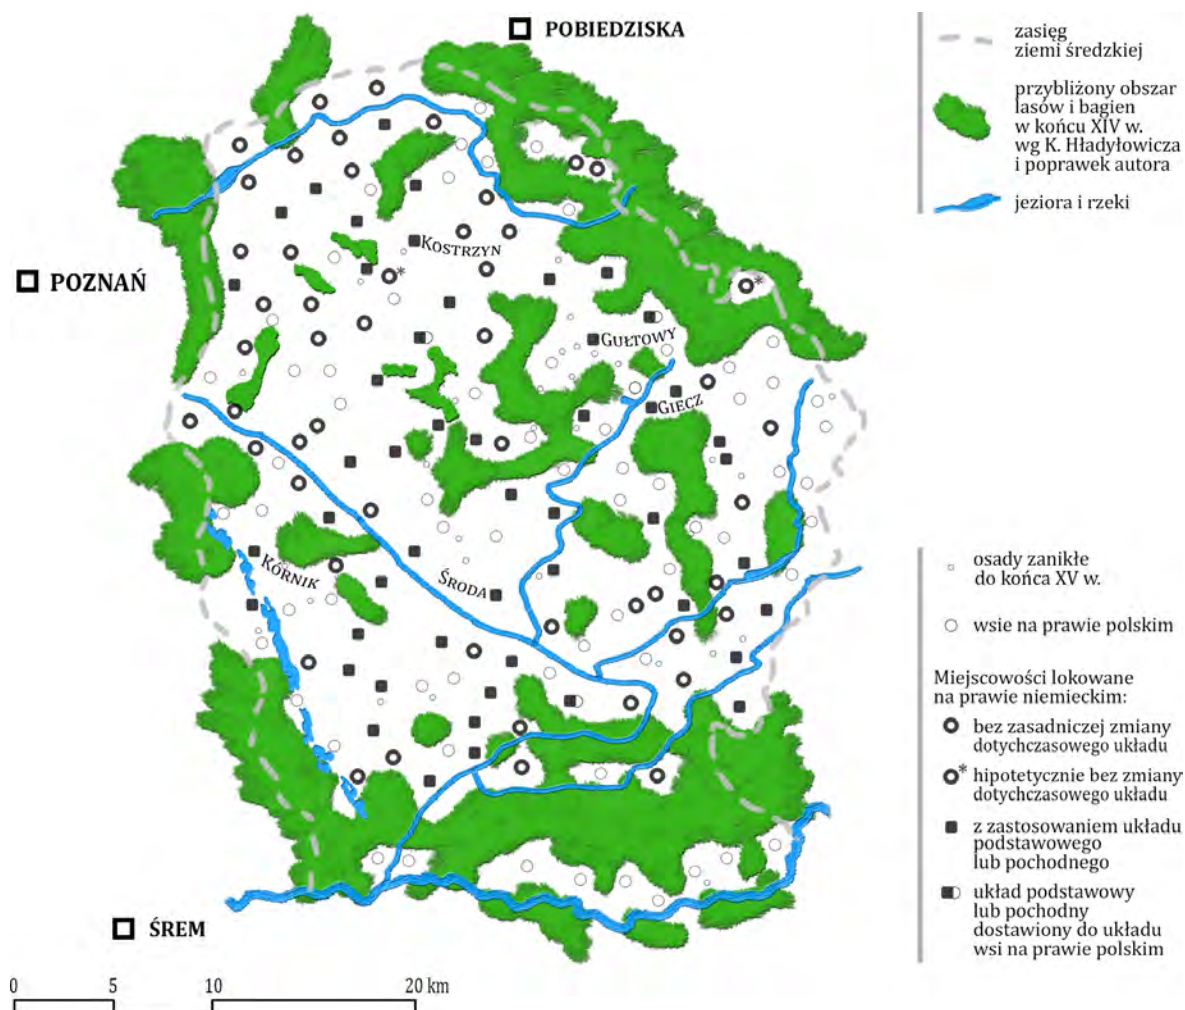 POBIEDZISKA
POZNAŃ
KOSTRZYN
*
*
GUŁTOWY
GIECZ
KÓRNIK
ŚRODA
ŚREM
0 5 10 20 km
zasięg
ziemi średzkiej
przybliżony obszar
lasów i bagien
w końcu XIV w.
wg K. Hładyłowicza
i poprawek autora
jeziora i rzeki
osady zanikłe
do końca XV w.
wsie na prawie polskim
Miejscowości lokowane
na prawie niemieckim:
bez zasadniczej zmiany
dotychczasowego układu
* hipotetycznie bez zmiany
dotychczasowego układu
z zastosowaniem układu
podstawowego
lub pochodnego
układ podstawowy
lub pochodny
dostawiony do układu
wsi na prawie polskim